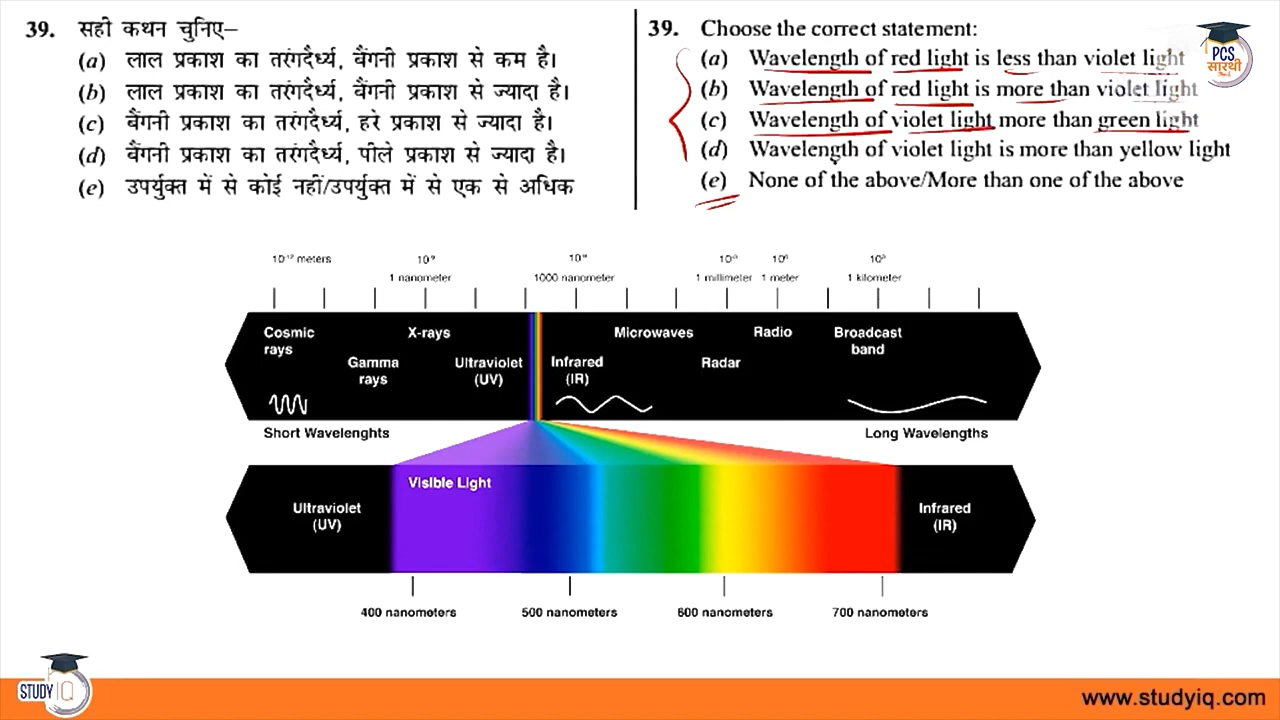 39. सही कथन चुनिए–
(a) लाल प्रकाश का तरंगदैर्ध्य, बैंगनी प्रकाश से कम है।
(b) लाल प्रकाश का तरंगदैर्ध्य, बैंगनी प्रकाश से ज्यादा है।
(c) बैंगनी प्रकाश का तरंगदैर्ध्य, हरे प्रकाश से ज्यादा है।
(d) बैंगनी प्रकाश का तरंगदैर्ध्य, पीले प्रकाश से ज्यादा है।
(e) उपर्युक्त में से कोई नहीं/उपर्युक्त में से एक से अधिक
39. Choose the correct statement:
(a) Wavelength of red light is less than violet light
(b) Wavelength of red light is more than violet light
(c) Wavelength of violet light more than green light
(d) Wavelength of violet light is more than yellow light
(e) None of the above/More than one of the above
PCS
सारथी
meters
1 nanometer
1000 nanometer
1 millimeter
1 meter
1 kilometer
Cosmic
rays
Gamma
rays
X-rays
Ultraviolet
(UV)
Infrared
(IR)
Microwaves
Radar
Radio
Broadcast
band
Short Wavelenghts
Long Wavelengths
Ultraviolet
(UV)
Visible Light
Infrared
(IR)
400 nanometers
500 nanometers
600 nanometers
700 nanometers
STUDY IQ
www.studyiq.com